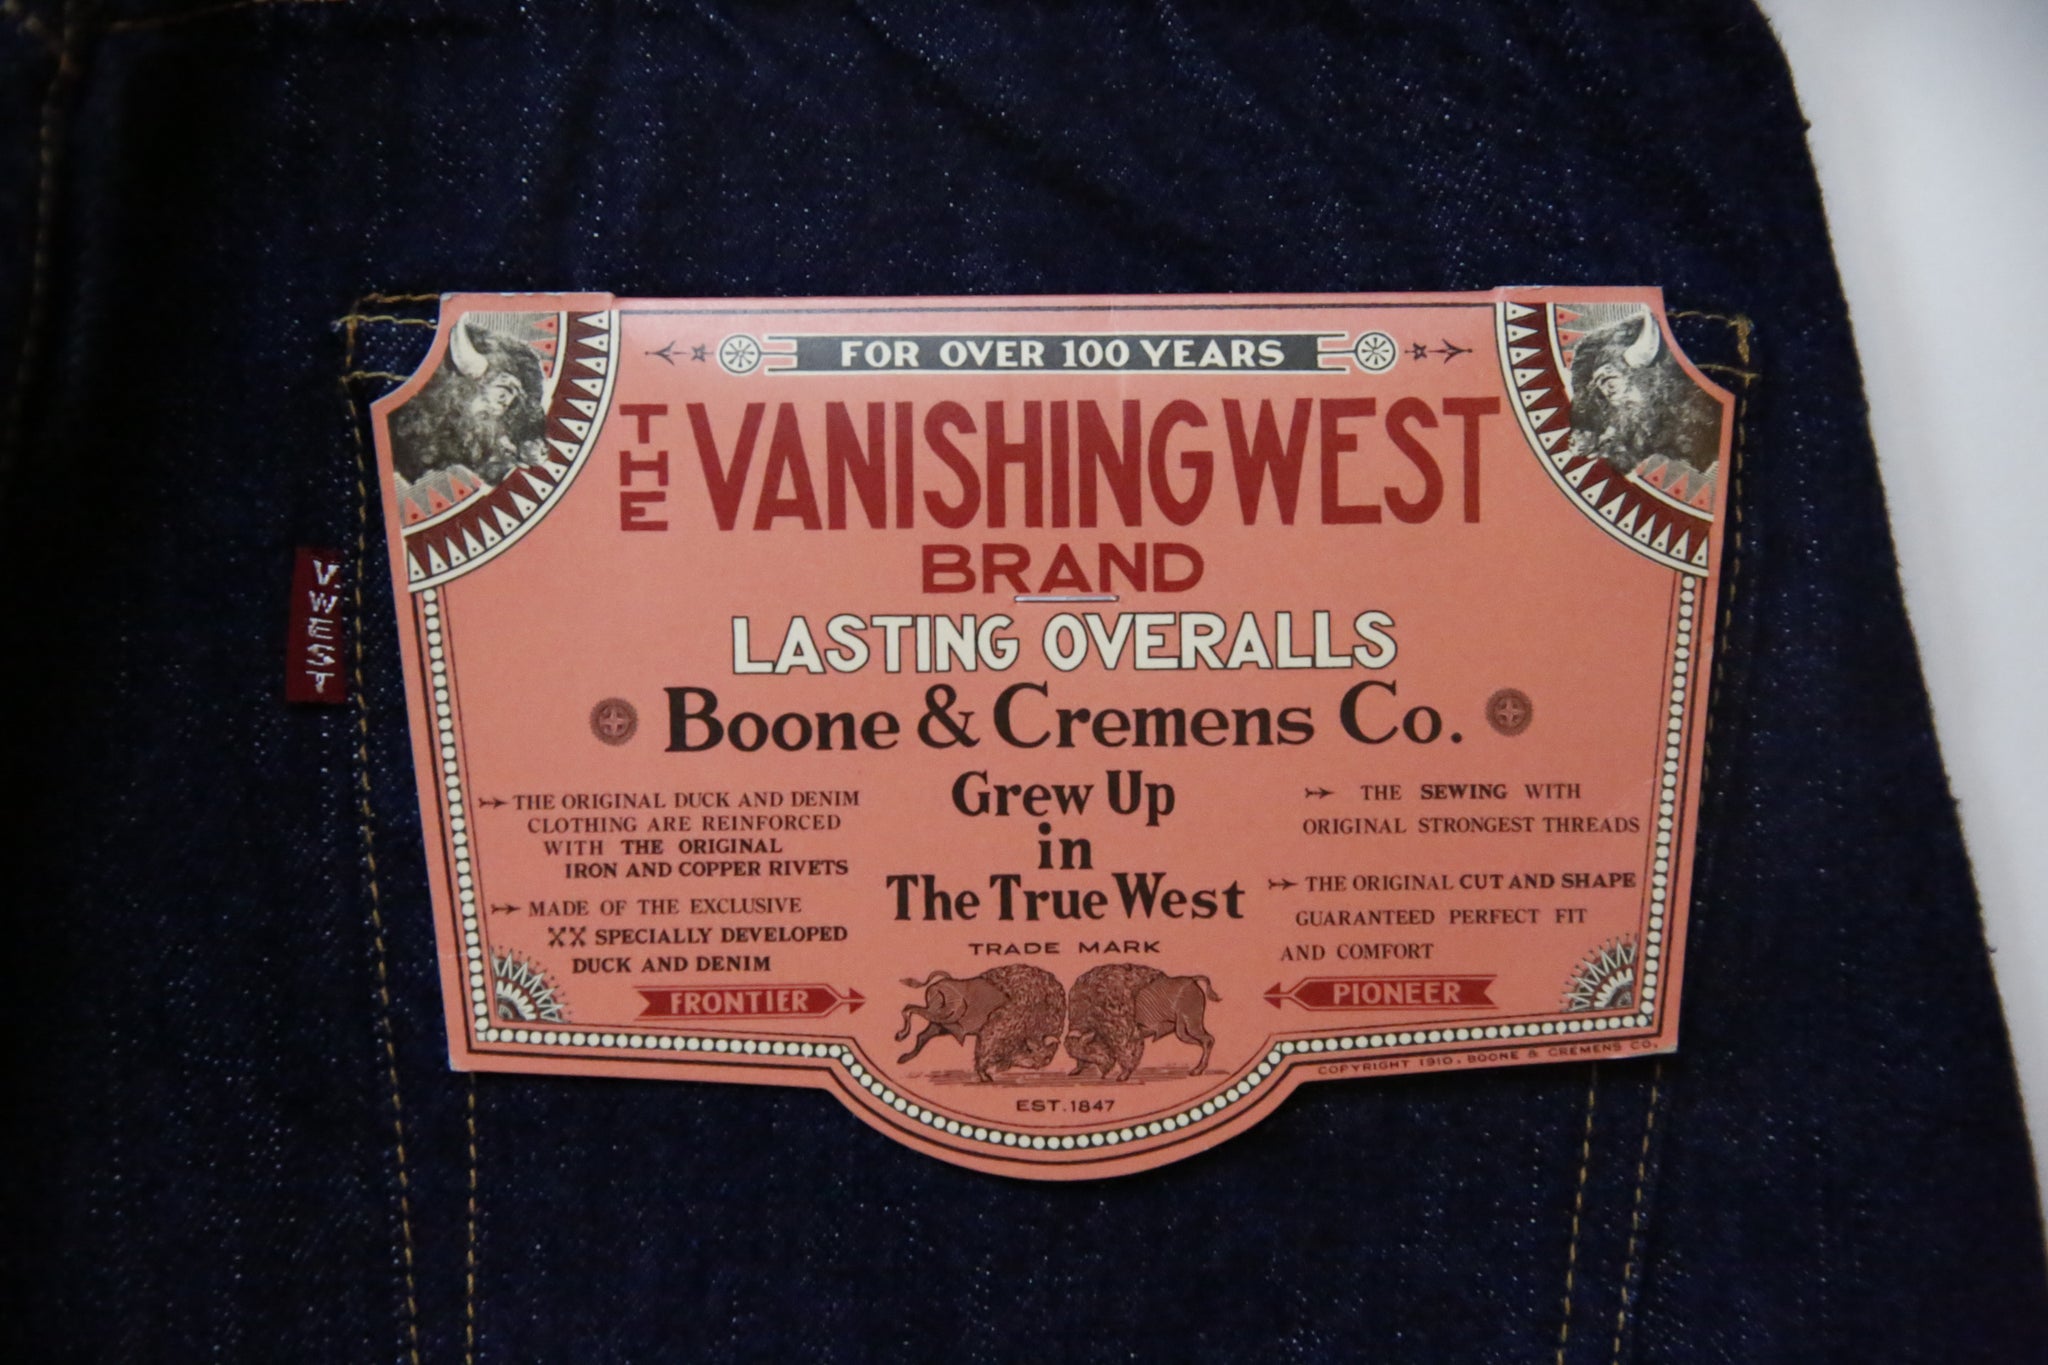 FOR OVER 100 YEARS
THE VANISHING WEST
BRAND
LASTING OVERALLS
Boone & Cremens Co.
Grew Up
in
The True West
THE ORIGINAL DUCK AND DENIM
CLOTHING ARE REINFORCED
WITH THE ORIGINAL
IRON AND COPPER RIVETS
MADE OF THE EXCLUSIVE
XX SPECIALLY DEVELOPED
DUCK AND DENIM
THE SEWING WITH
ORIGINAL STRONGEST THREADS
THE ORIGINAL CUT AND SHAPE
GUARANTEED PERFECT FIT
AND COMFORT
TRADE MARK
FRONTIER
PIONEER
EST. 1847
COPYRIGHT 1910. BOONE & CREMENS CO.
V.WEST